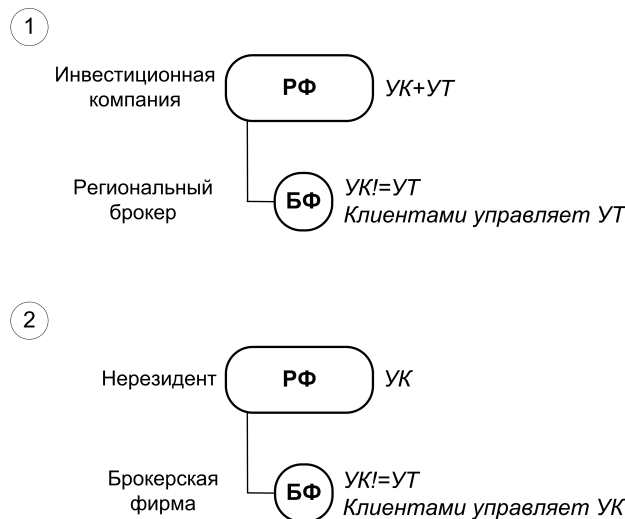 1
Инвестиционная
компания
РФ
УК+УТ
Региональный
брокер
БФ
УК!=УТ
Клиентами управляет УТ
2
Нерезидент
РФ
УК
Брокерская
фирма
БФ
УК!=УТ
Клиентами управляет УК